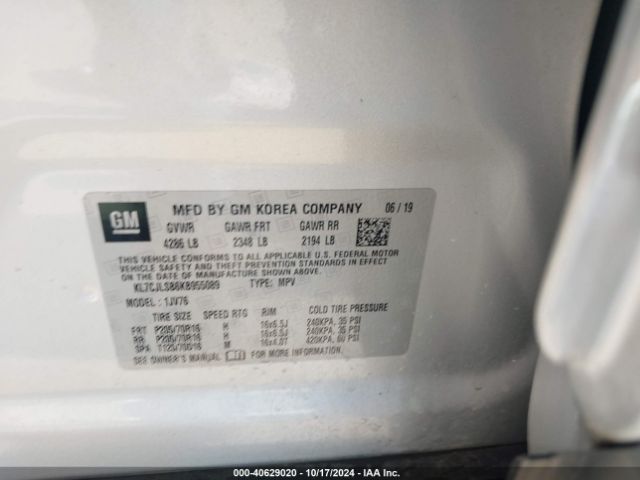 GM
MFD BY GM KOREA COMPANY 06 / 19
GVWR GAWR FRT GAWR RR
4286 LB 2348 LB 2194 LB
THIS VEHICLE CONFORMS TO ALL APPLICABLE U.S. FEDERAL MOTOR
VEHICLE SAFETY AND THEFT PREVENTION STANDARDS IN EFFECT
ON THE DATE OF MANUFACTURE SHOWN ABOVE.
KL7CJLSB6KB955089 TYPE: MPV
MODEL : 1JV76
TIRE SIZE SPEED RTG RIM COLD TIRE PRESSURE
FRT P205/70R16 H 16x6.5J 240KPA, 35 PSI
RR P205/70R16 H 16x6.5J 240KPA, 35 PSI
SPA T125/70D16 M 16x4.0T 420KPA, 60 PSI
SEE OWNER'S MANUAL FOR MORE INFORMATION.
000-40629020 - 10/17/2024 - IAA Inc.